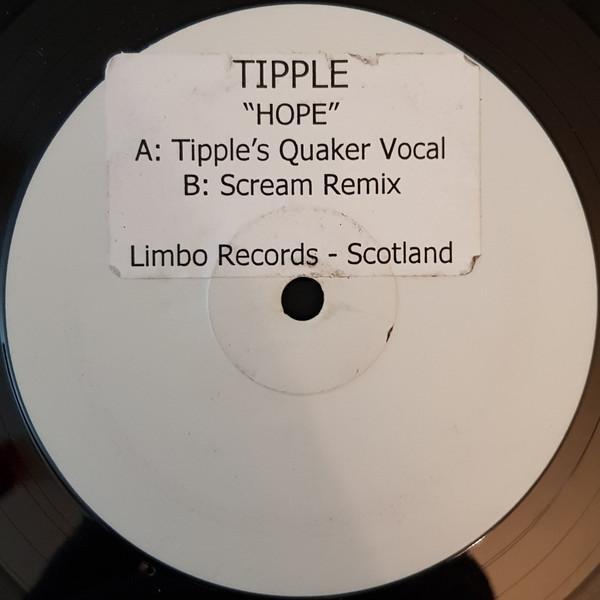 TIPPLE
“HOPE”
A: Tipple’s Quaker Vocal
B: Scream Remix
Limbo Records - Scotland